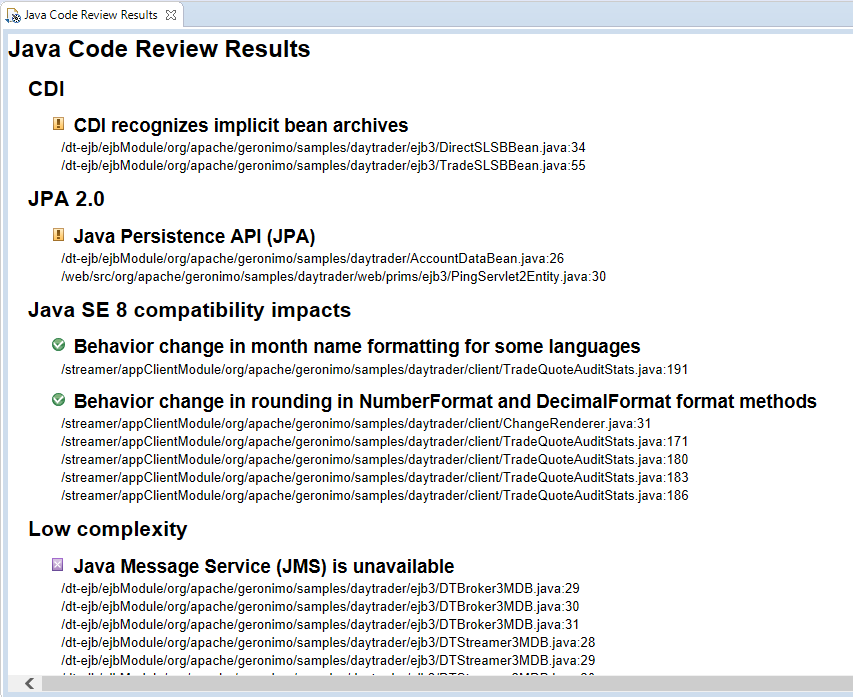 Java Code Review Results
Java Code Review Results
CDI
CDI recognizes implicit bean archives
/dt-ejb/ejbModule/org/apache/geronimo/samples/daytrader/ejb3/DirectSLSBBean.java:34
/dt-ejb/ejbModule/org/apache/geronimo/samples/daytrader/ejb3/TradeSLSBBean.java:55
JPA 2.0
Java Persistence API (JPA)
/dt-ejb/ejbModule/org/apache/geronimo/samples/daytrader/AccountDataBean.java:26
/web/src/org/apache/geronimo/samples/daytrader/web/prims/ejb3/PingServlet2Entity.java:30
Java SE 8 compatibility impacts
Behavior change in month name formatting for some languages
/streamer/appClientModule/org/apache/geronimo/samples/daytrader/client/TradeQuoteAuditStats.java:191
Behavior change in rounding in NumberFormat and DecimalFormat format methods
/streamer/appClientModule/org/apache/geronimo/samples/daytrader/client/ChangeRenderer.java:31
/streamer/appClientModule/org/apache/geronimo/samples/daytrader/client/TradeQuoteAuditStats.java:171
/streamer/appClientModule/org/apache/geronimo/samples/daytrader/client/TradeQuoteAuditStats.java:180
/streamer/appClientModule/org/apache/geronimo/samples/daytrader/client/TradeQuoteAuditStats.java:183
/streamer/appClientModule/org/apache/geronimo/samples/daytrader/client/TradeQuoteAuditStats.java:186
Low complexity
Java Message Service (JMS) is unavailable
/dt-ejb/ejbModule/org/apache/geronimo/samples/daytrader/ejb3/DTBroker3MDB.java:29
/dt-ejb/ejbModule/org/apache/geronimo/samples/daytrader/ejb3/DTBroker3MDB.java:30
/dt-ejb/ejbModule/org/apache/geronimo/samples/daytrader/ejb3/DTBroker3MDB.java:31
/dt-ejb/ejbModule/org/apache/geronimo/samples/daytrader/ejb3/DTStreamer3MDB.java:28
/dt-ejb/ejbModule/org/apache/geronimo/samples/daytrader/ejb3/DTStreamer3MDB.java:29